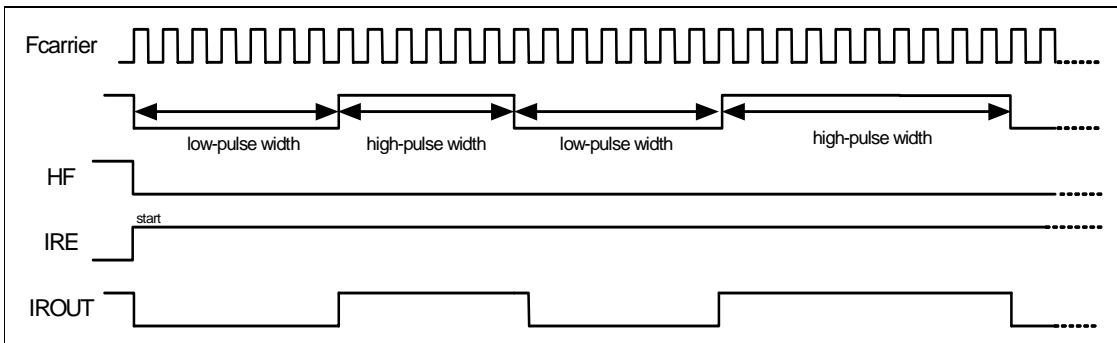 Fcarrier
low-pulse width
high-pulse width
low-pulse width
high-pulse width
HF
start
IRE
IROUT